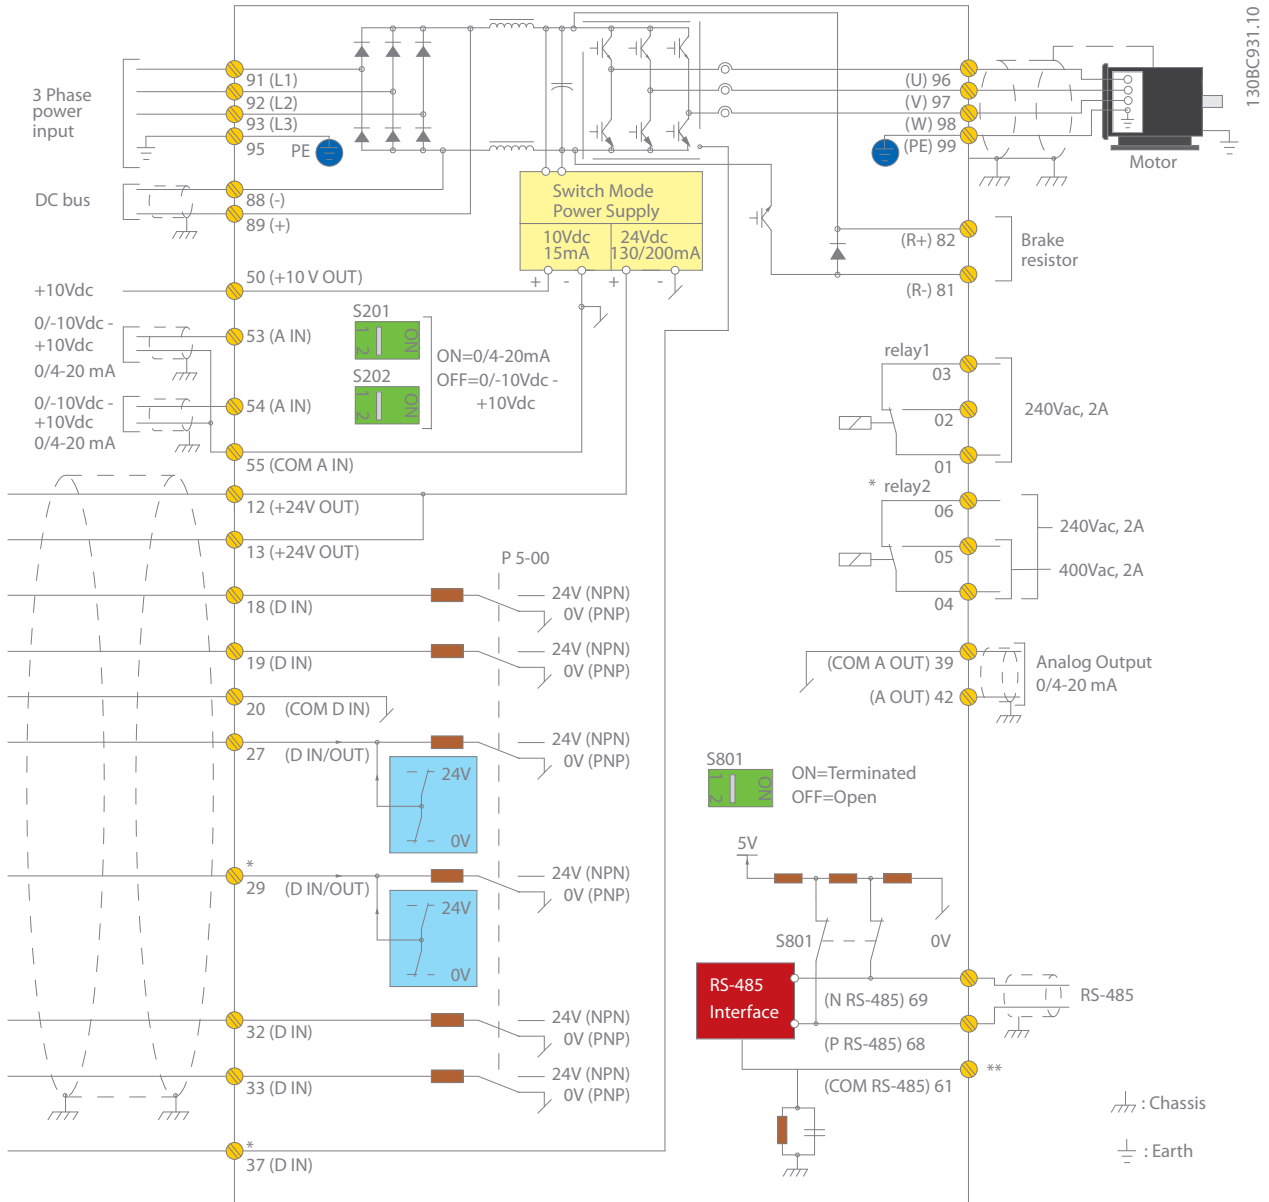 130BC931.10
3 Phase
power
input
91 (L1)
92 (L2)
93 (L3)
95
PE
DC bus
88 (-)
89 (+)
Switch Mode
Power Supply
10Vdc
15mA
24Vdc
130/200mA
+
-
+
-
+10Vdc
50 (+10 V OUT)
0/-10Vdc -
+10Vdc
0/4-20 mA
53 (A IN)
0/-10Vdc -
+10Vdc
0/4-20 mA
54 (A IN)
55 (COM A IN)
S201
1
2
ON
S202
1
2
ON
ON=0/4-20mA
OFF=0/-10Vdc -
+10Vdc
12 (+24V OUT)
13 (+24V OUT)
P 5-00
18 (D IN)
24V (NPN)
0V (PNP)
19 (D IN)
24V (NPN)
0V (PNP)
20
(COM D IN)
27
(D IN/OUT)
24V (NPN)
0V (PNP)
24V
0V
*
29
(D IN/OUT)
24V (NPN)
0V (PNP)
24V
0V
32 (D IN)
24V (NPN)
0V (PNP)
33 (D IN)
24V (NPN)
0V (PNP)
*
37 (D IN)
(U) 96
(V) 97
(W) 98
(PE) 99
Motor
(R+) 82
(R-) 81
Brake
resistor
relay1
03
02
01
240Vac, 2A
* relay2
06
05
04
240Vac, 2A
400Vac, 2A
(COM A OUT) 39
(A OUT) 42
Analog Output
0/4-20 mA
S801
1
2
ON
ON=Terminated
OFF=Open
5V
S801
0V
RS-485
Interface
(N RS-485) 69
(P RS-485) 68
(COM RS-485) 61
RS-485
**
: Chassis
: Earth